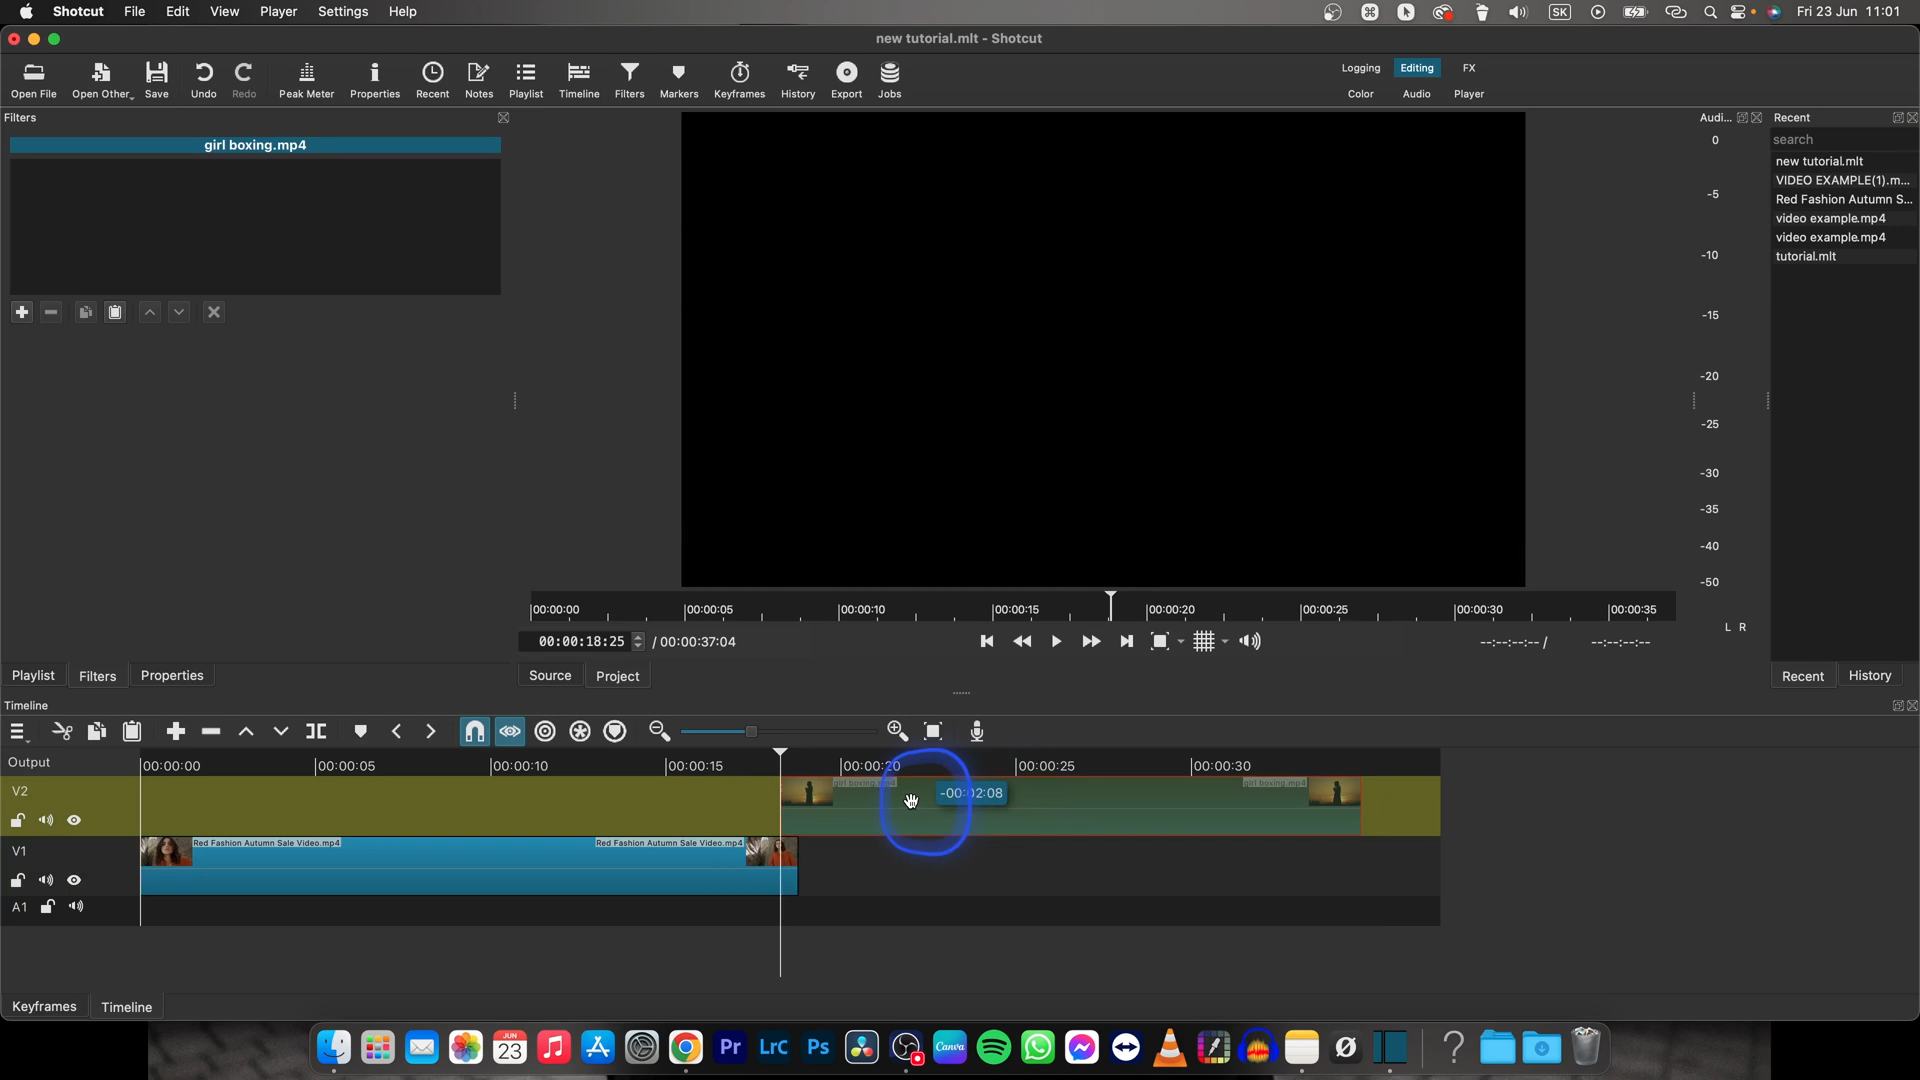 Shotcut File Edit View Player Settings Help SK Fri 23 Jun 11:01
new tutorial.mlt - Shotcut
Open File Open Other Save Undo Redo Peak Meter Properties Recent Notes Playlist Timeline Filters Markers Keyframes History Export Jobs
Logging Editing FX
Color Audio Player
Filters Audi... Recent
girl boxing.mp4
search
new tutorial.mlt
VIDEO EXAMPLE(1).m...
Red Fashion Autumn S...
video example.mp4
video example.mp4
tutorial.mlt
0
-5
-10
-15
-20
-25
-30
-35
-40
-50
L R
00:00:00 00:00:05 00:00:10 00:00:15 00:00:20 00:00:25 00:00:30 00:00:35
00:00:18:25 / 00:00:37:04 --:--:--:-- / --:--:--:--
Playlist Filters Properties Source Project Recent History
Timeline
Output 00:00:00 00:00:05 00:00:10 00:00:15 00:00:20 00:00:25 00:00:30
V2 girl boxing.mp4 -00:02:08 girl boxing.mp4
V1 Red Fashion Autumn Sale Video.mp4 Red Fashion Autumn Sale Video.mp4
A1
Keyframes Timeline
JUN 23 Pr LrC Ps Canva